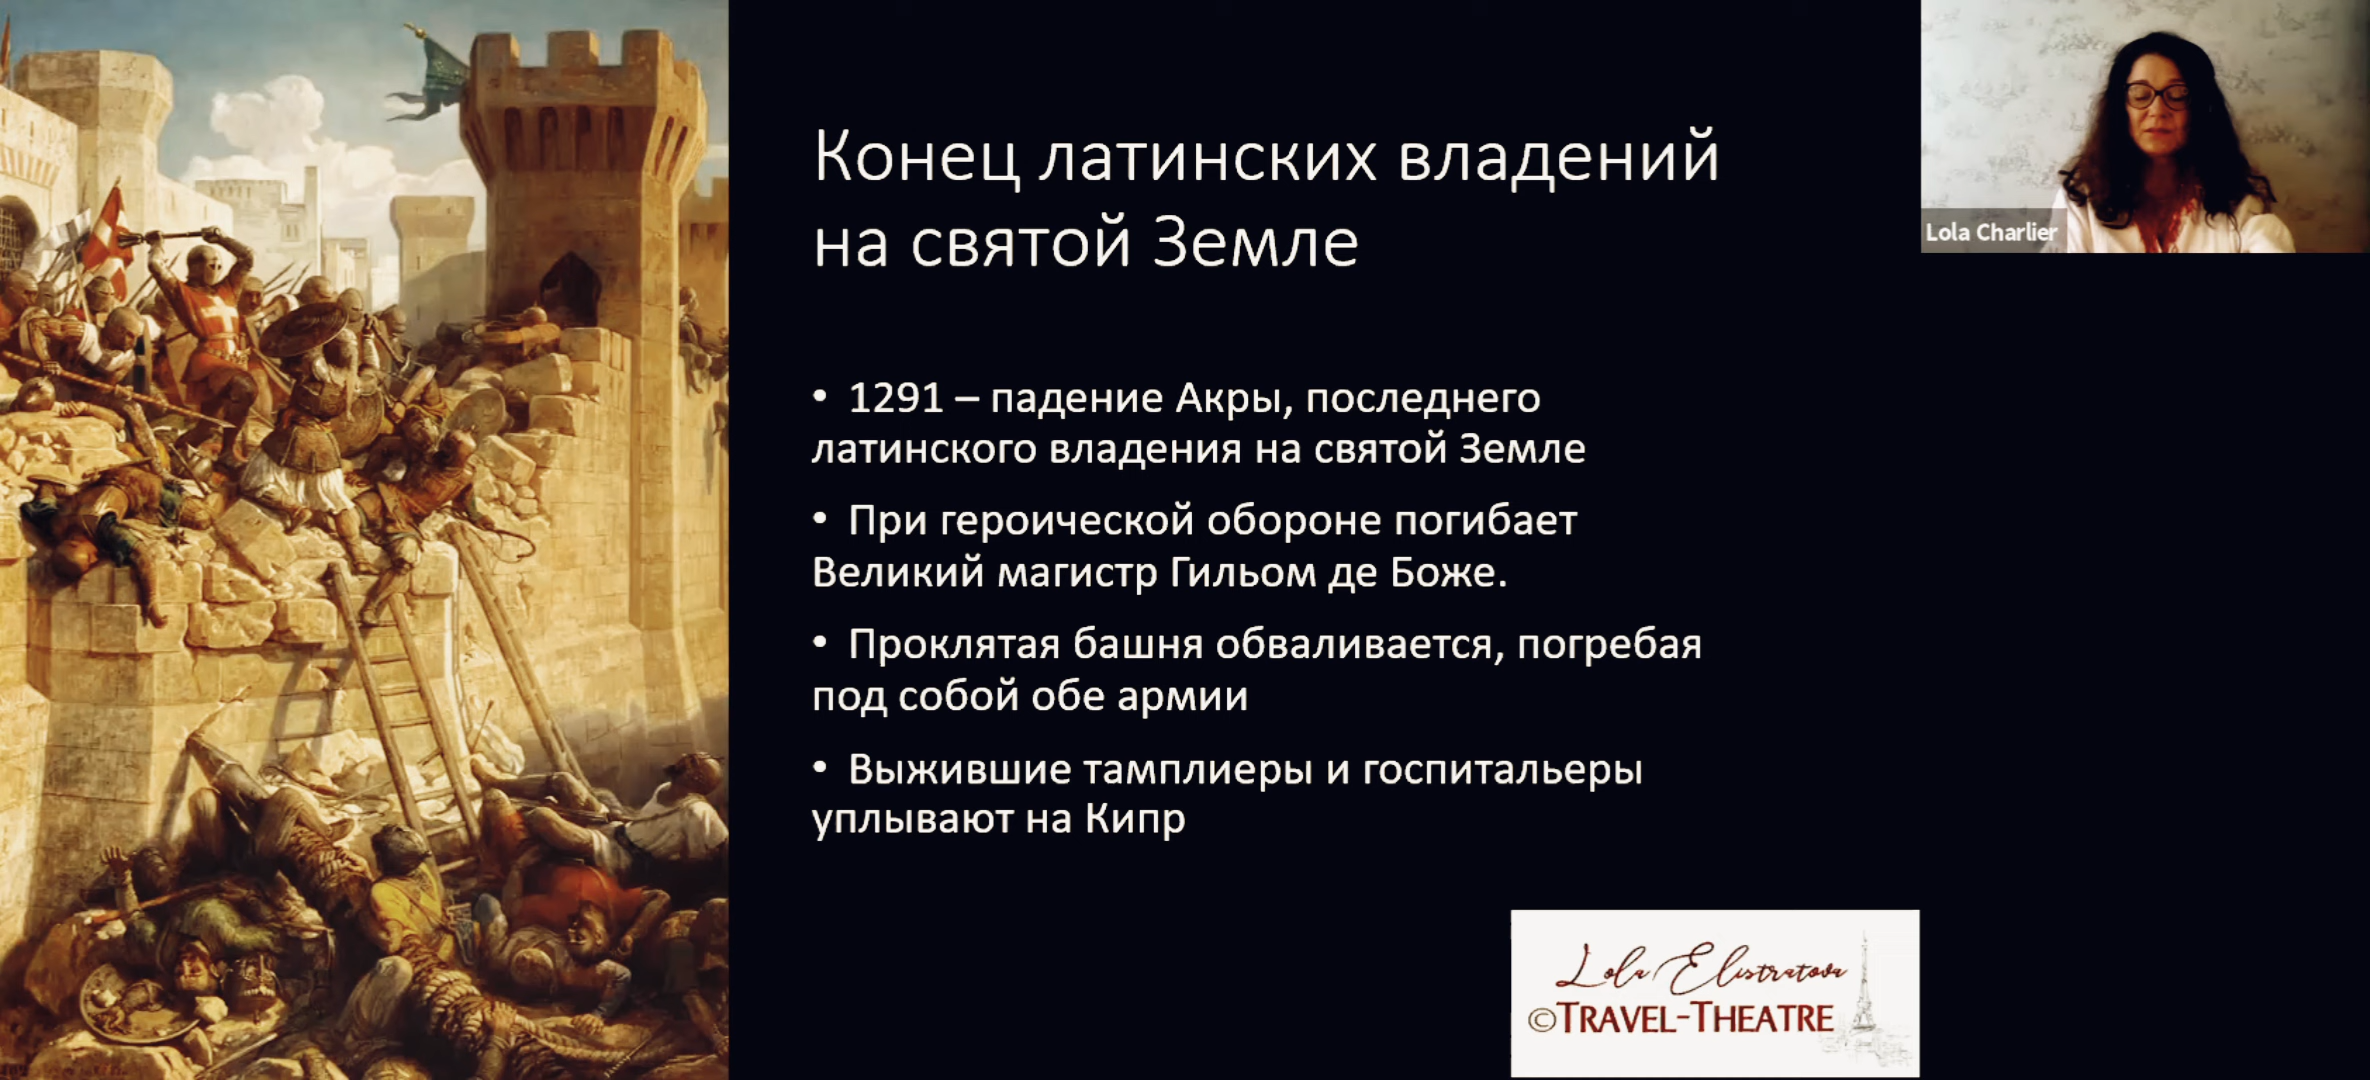 Конец латинских владений
на святой Земле
• 1291 – падение Акры, последнего
латинского владения на святой Земле
• При героической обороне погибает
Великий магистр Гильом де Боже.
• Проклятая башня обваливается, погребая
под собой обе армии
• Выжившие тамплиеры и госпитальеры
уплывают на Кипр
Lola Charlier
Lola Elistratova
©TRAVEL-THEATRE